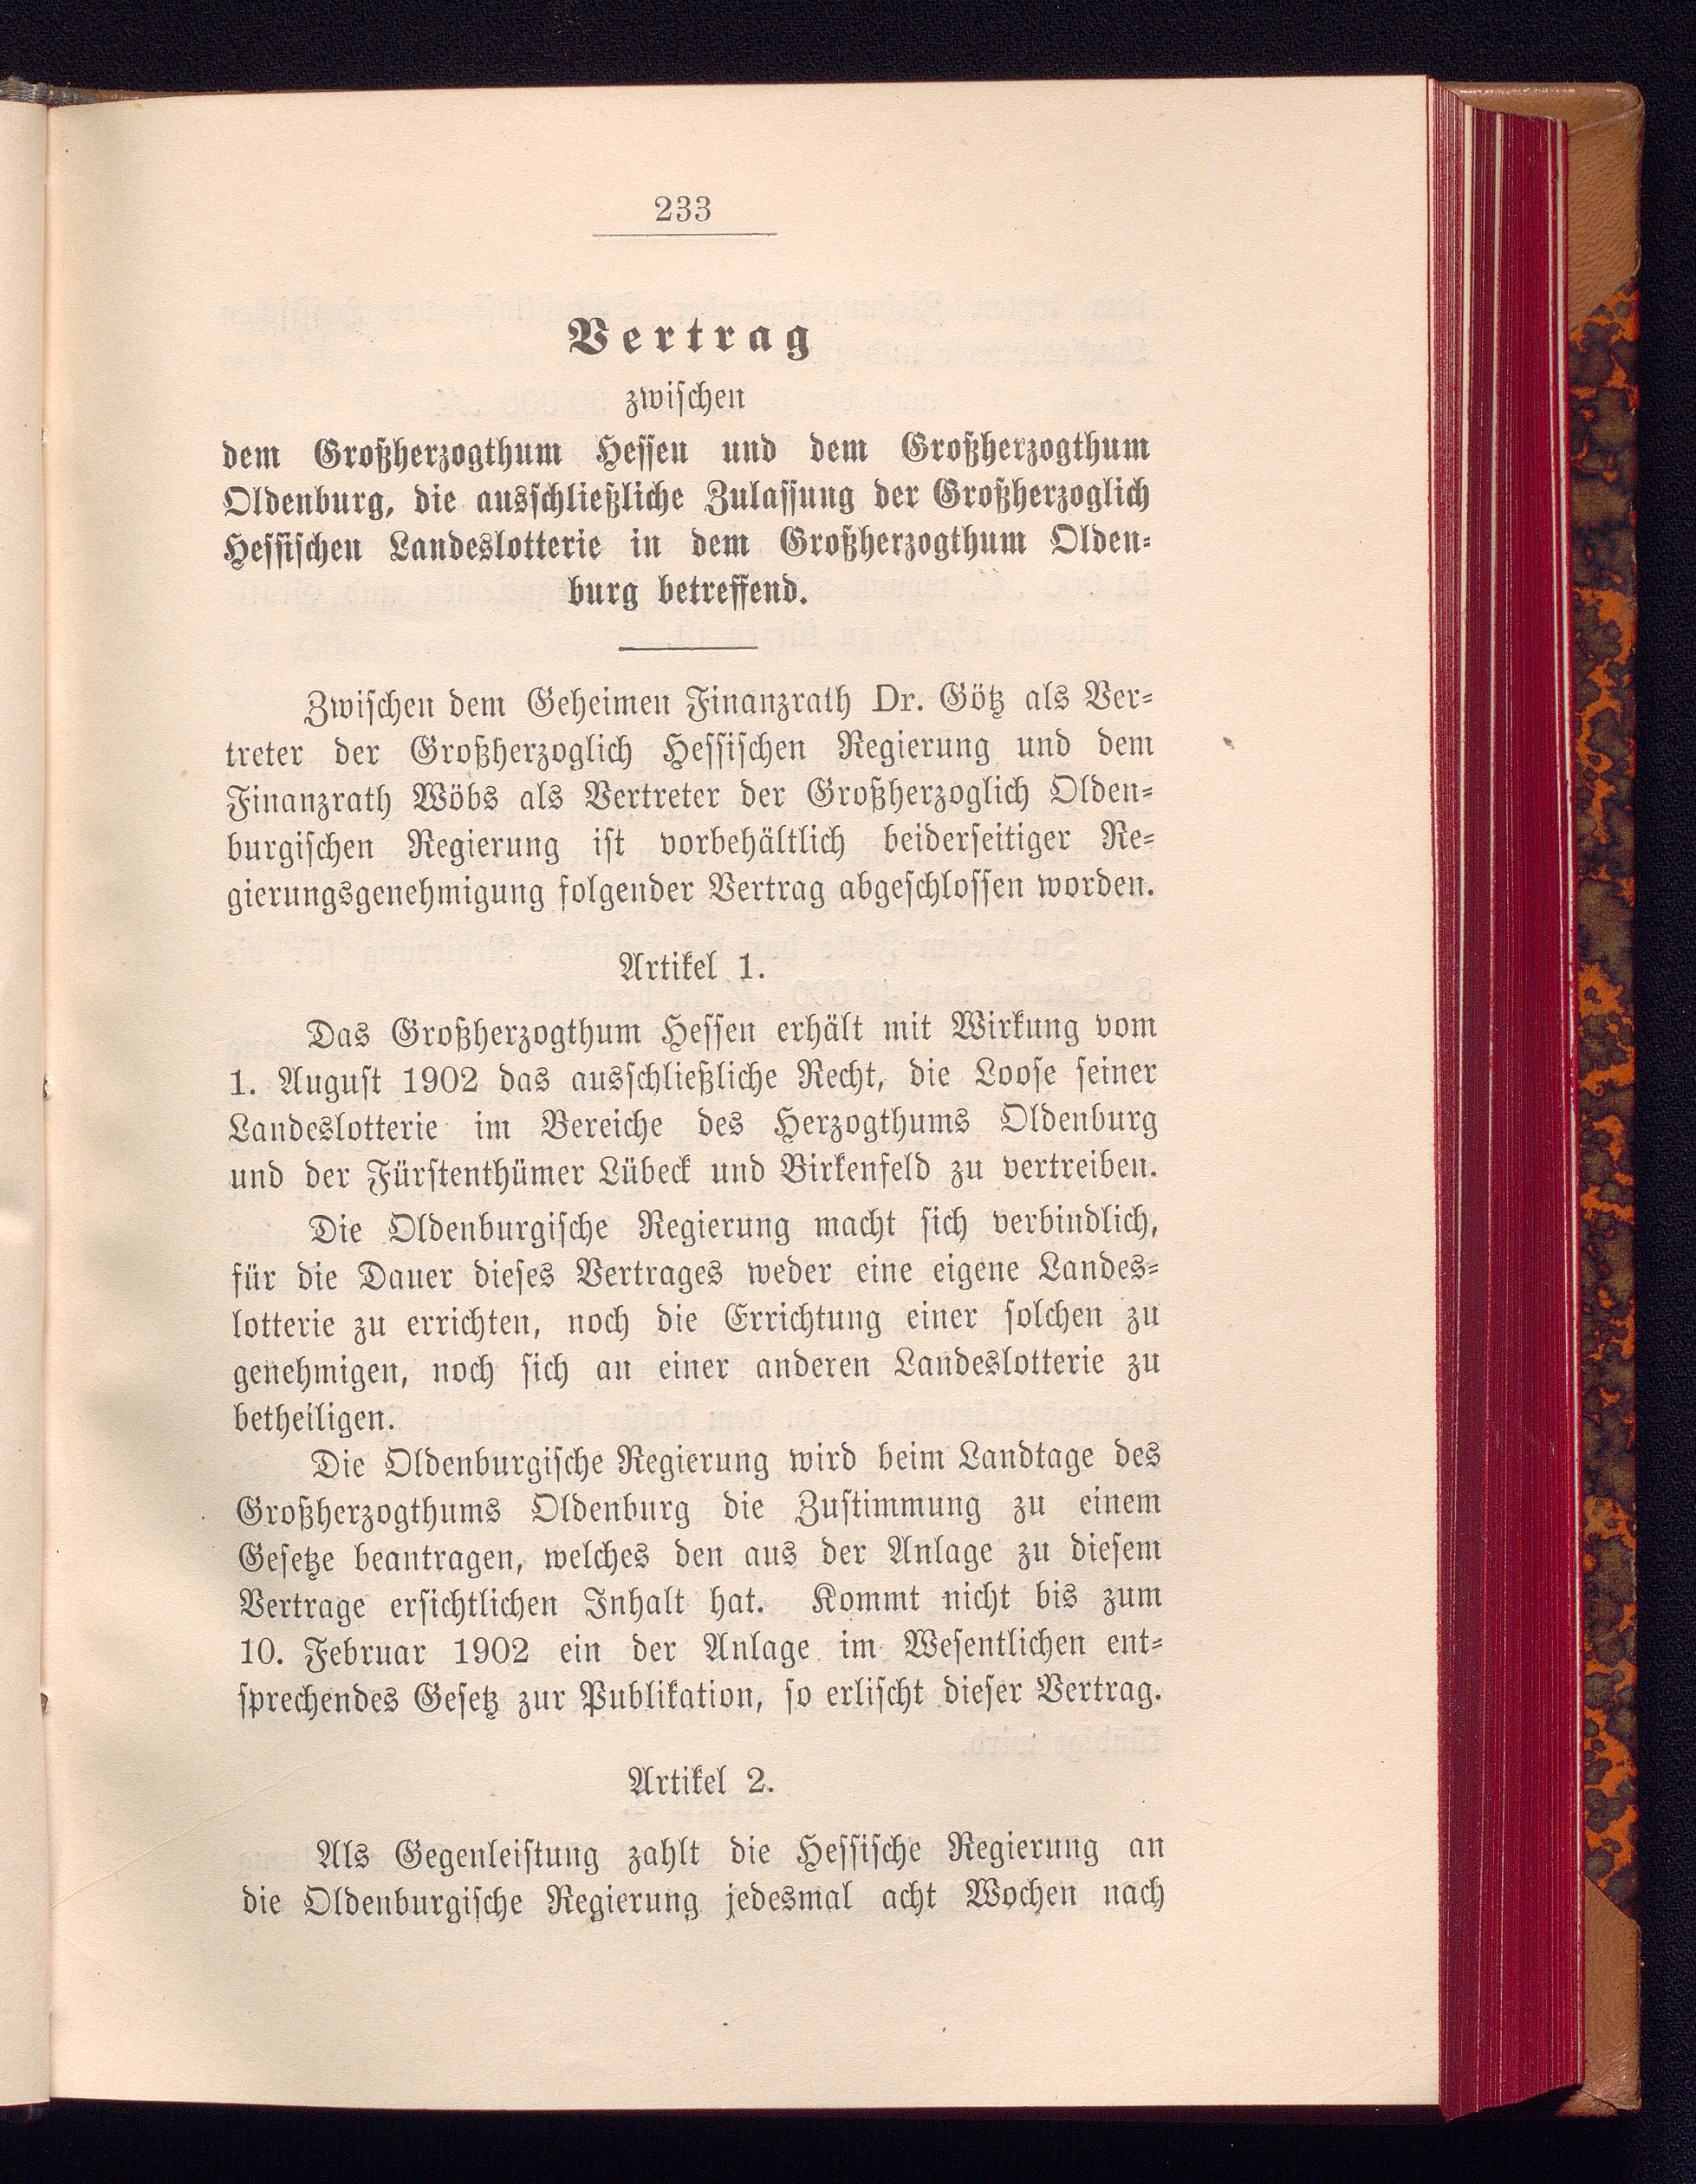 233
Vertrag
zwischen
dem Großherzogthum Hessen und dem Großherzogthum
Oldenburg, die ausschließliche Zulassung der Großherzoglich
Hessischen Landeslotterie in dem Großherzogthum Olden-
burg betreffend.
Zwischen dem Geheimen Finanzrath Dr. Götz als Ver-
treter der Großherzoglich Hessischen Regierung und dem
Finanzrath Wöbs als Vertreter der Großherzoglich Olden-
burgischen Regierung ist vorbehältlich beiderseitiger Re-
gierungsgenehmigung folgender Vertrag abgeschlossen worden.
Artikel 1.
Das Großherzogthum Hessen erhält mit Wirkung vom
1. August 1902 das ausschließliche Recht, die Loose seiner
Landeslotterie im Bereiche des Herzogthums Oldenburg
und der Fürstenthümer Lübeck und Birkenfeld zu vertreiben.
Die Oldenburgische Regierung macht sich verbindlich,
für die Dauer dieses Vertrages weder eine eigene Landes-
lotterie zu errichten, noch die Errichtung einer solchen zu
genehmigen, noch sich an einer anderen Landeslotterie zu
betheiligen.
Die Oldenburgische Regierung wird beim Landtage des
Großherzogthums Oldenburg die Zustimmung zu einem
Gesetze beantragen, welches den aus der Anlage zu diesem
Vertrage ersichtlichen Inhalt hat. Kommt nicht bis zum
10. Februar 1902 ein der Anlage im Wesentlichen ent-
sprechendes Gesetz zur Publikation, so erlischt dieser Vertrag.
Artikel 2.
Als Gegenleistung zahlt die Hessische Regierung an
die Oldenburgische Regierung jedesmal acht Wochen nach